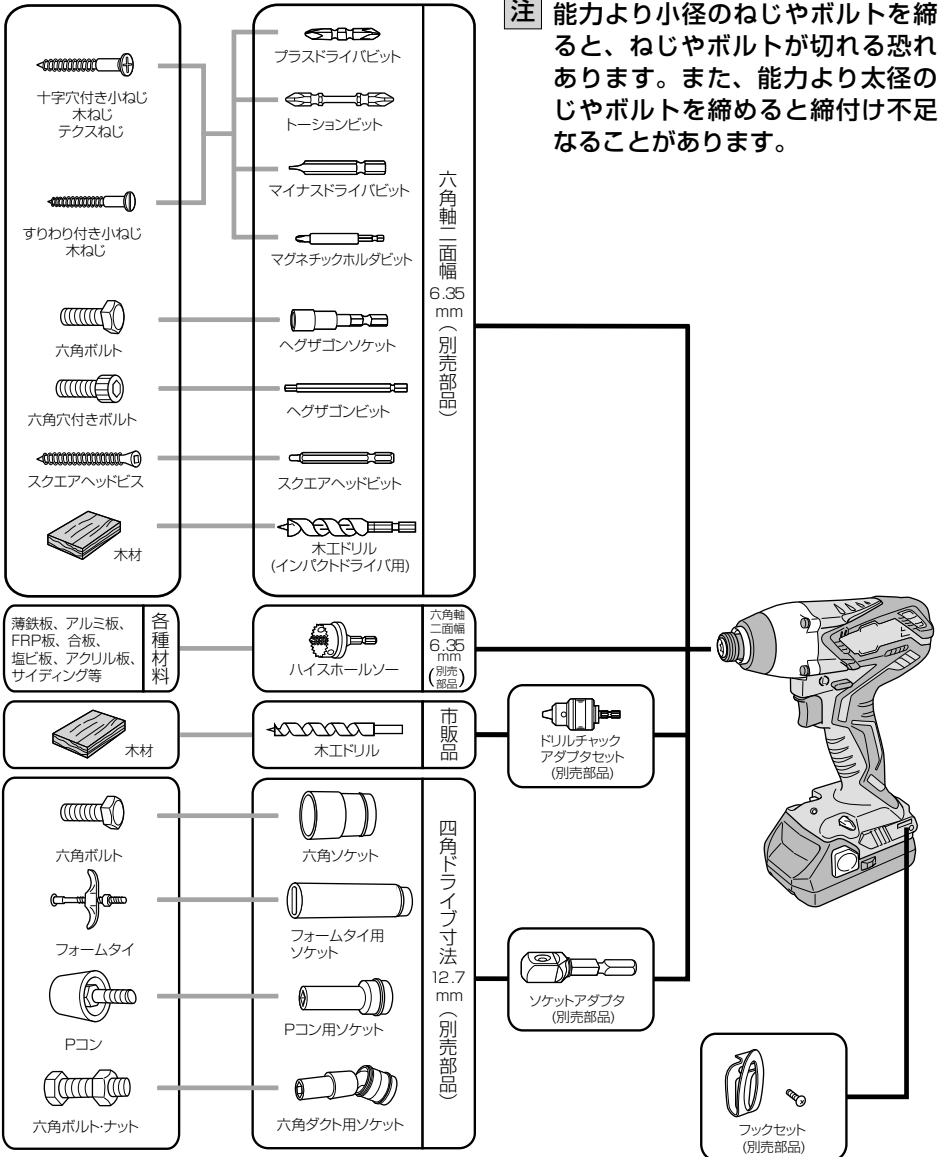 注 能力より小径のねじやボルトを締
ると、ねじやボルトが切れる恐れ
あります。また、能力より太径の
じやボルトを締めると締付け不足
なることがあります。
十字穴付き小ねじ
木ねじ
テクスねじ
すりわり付き小ねじ
木ねじ
六角ボルト
六角穴付きボルト
スクエアヘッドビス
木材
プラスドライバビット
トーションビット
マイナスドライバビット
マグネチックホルダビット
ヘグザゴンソケット
ヘグザゴンビット
スクエアヘッドビット
木工ドリル
(インパクトドライバ用)
六角軸二面幅6.35mm(別売部品)
薄鉄板、アルミ板、
FRP板、合板、
塩ビ板、アクリル板、
サイディング等
各種材料
ハイスホールソー
六角軸
二面幅
6.35
mm
(別売
部品)
木材
木工ドリル
市販品
ドリルチャック
アダプタセット
(別売部品)
六角ボルト
フォームタイ
Pコン
六角ボルト・ナット
六角ソケット
フォームタイ用
ソケット
Pコン用ソケット
六角ダクト用ソケット
四角ドライブ寸法12.7mm(別売部品)
ソケットアダプタ
(別売部品)
フックセット
(別売部品)